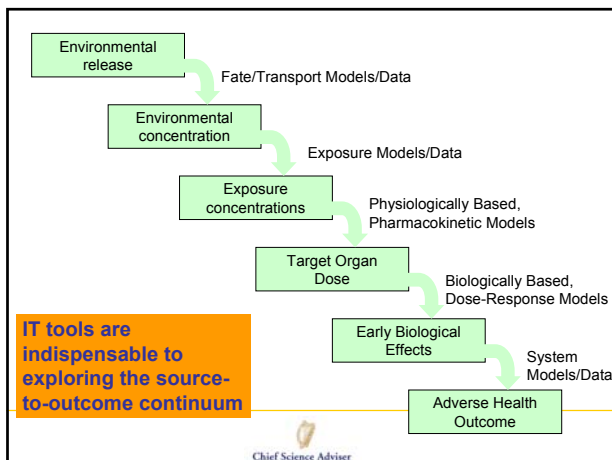 Environmental
release
Fate/Transport Models/Data
Environmental
concentration
Exposure Models/Data
Exposure
concentrations
Physiologically Based,
Pharmacokinetic Models
Target Organ
Dose
Biologically Based,
Dose-Response Models
IT tools are
indispensable to
exploring the source-
to-outcome continuum
Early Biological
Effects
System
Models/Data
Adverse Health
Outcome
Chief Science Adviser